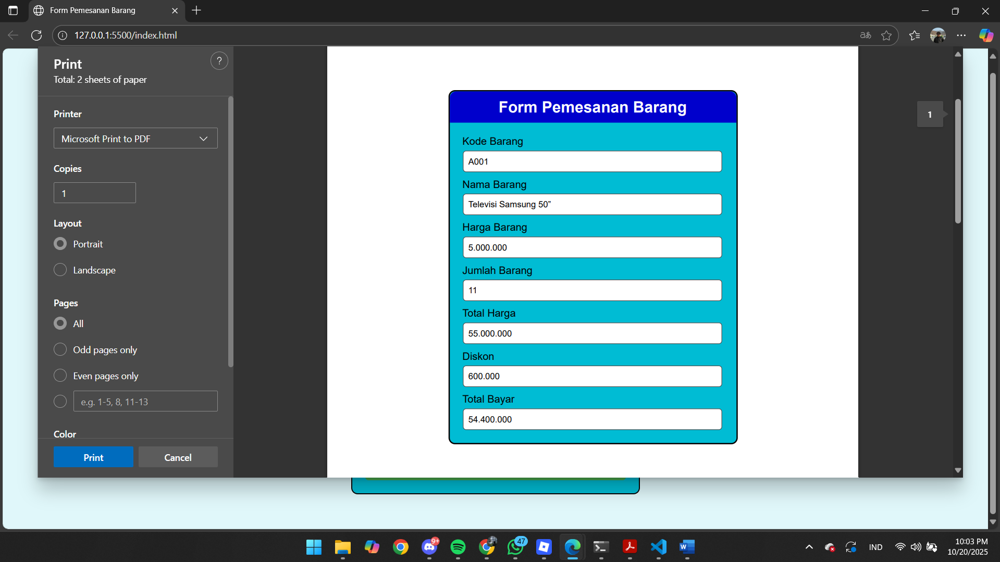 Form Pemesanan Barang
127.0.0.1:5500/index.html
aあ
Print
?
Total: 2 sheets of paper
Printer
Microsoft Print to PDF
Copies
1
Layout
Portrait
Landscape
Pages
All
Odd pages only
Even pages only
e.g. 1-5, 8, 11-13
Color
Print
Cancel
Form Pemesanan Barang
Kode Barang
A001
Nama Barang
Televisi Samsung 50”
Harga Barang
5.000.000
Jumlah Barang
11
Total Harga
55.000.000
Diskon
600.000
Total Bayar
54.400.000
1
9+
47
W
IND
10:03 PM
10/20/2025